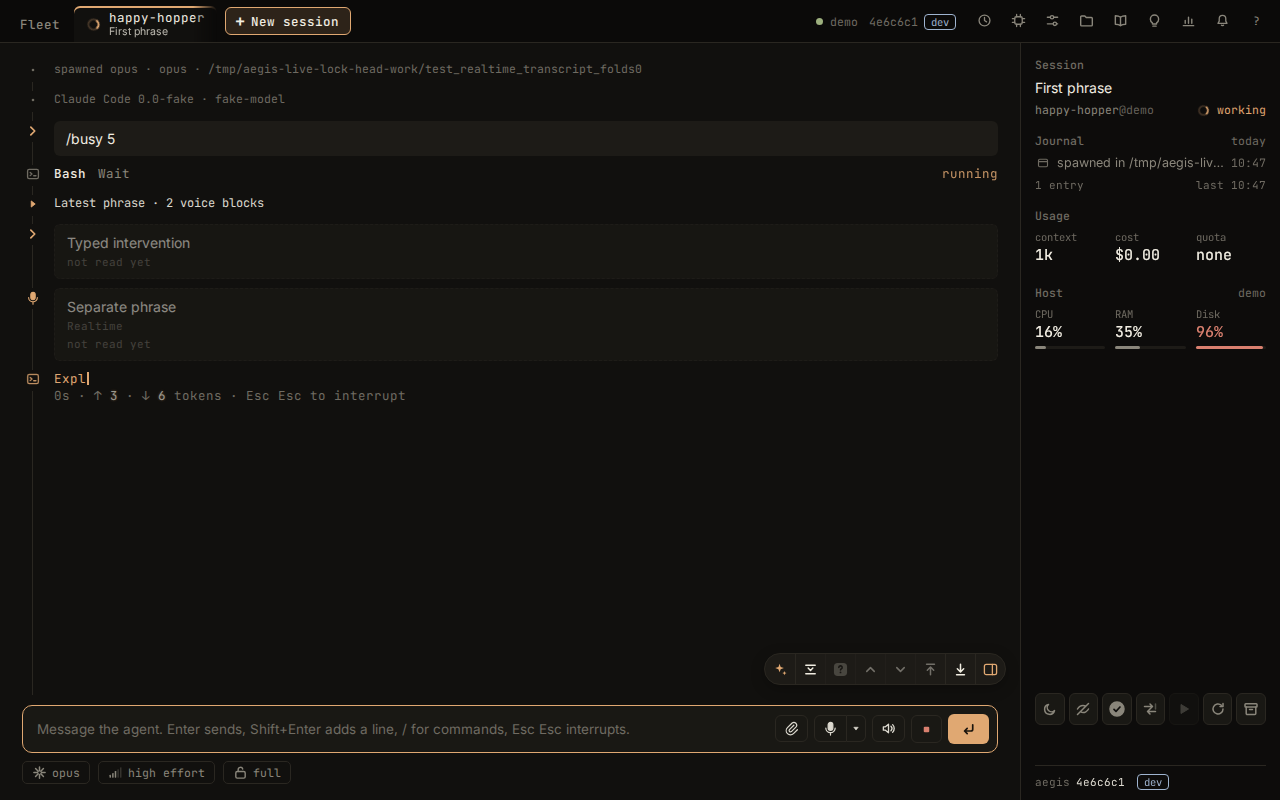 Fleet
happy-hopper
First phrase
+ New session
demo 4e6c6c1 dev
?
spawned opus · opus · /tmp/aegis-live-lock-head-work/test_realtime_transcript_folds0
Claude Code 0.0-fake · fake-model
/busy 5
Bash Wait running
Latest phrase · 2 voice blocks
Typed intervention
not read yet
Separate phrase
Realtime
not read yet
Expl
0s · ↑ 3 · ↓ 6 tokens · Esc Esc to interrupt
?
Message the agent. Enter sends, Shift+Enter adds a line, / for commands, Esc Esc interrupts.
opus
high effort
full
Session
First phrase
happy-hopper@demo working
Journal today
spawned in /tmp/aegis-liv... 10:47
1 entry last 10:47
Usage
context cost quota
1k $0.00 none
Host demo
CPU RAM Disk
16% 35% 96%
aegis 4e6c6c1 dev